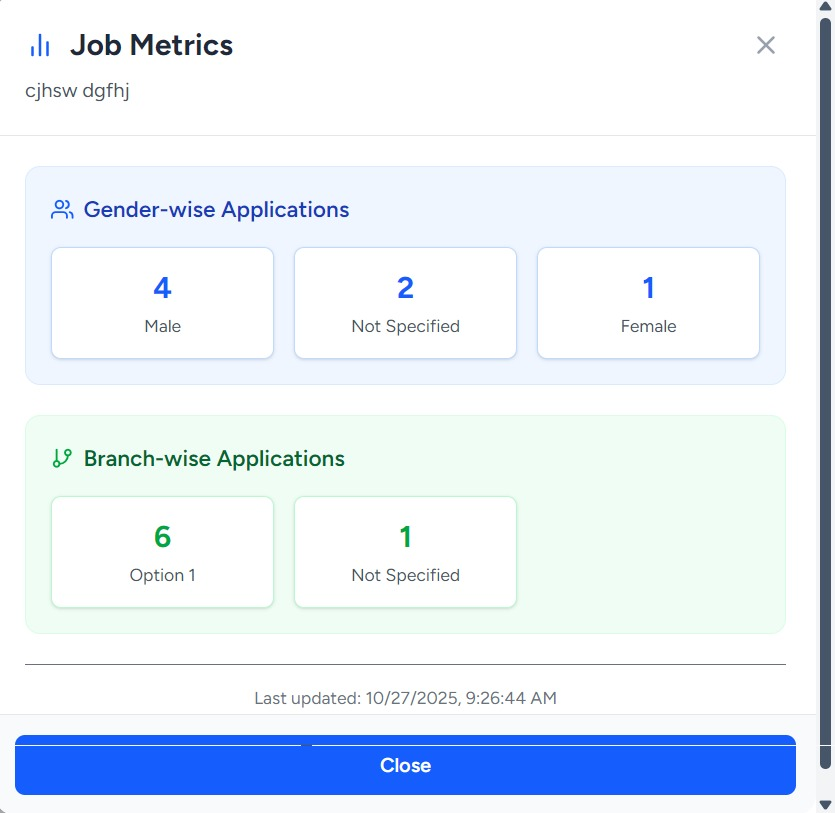 Job Metrics
cjhsw dgfhj
Gender-wise Applications
4
Male
2
Not Specified
1
Female
Branch-wise Applications
6
Option 1
1
Not Specified
Last updated: 10/27/2025, 9:26:44 AM
Close